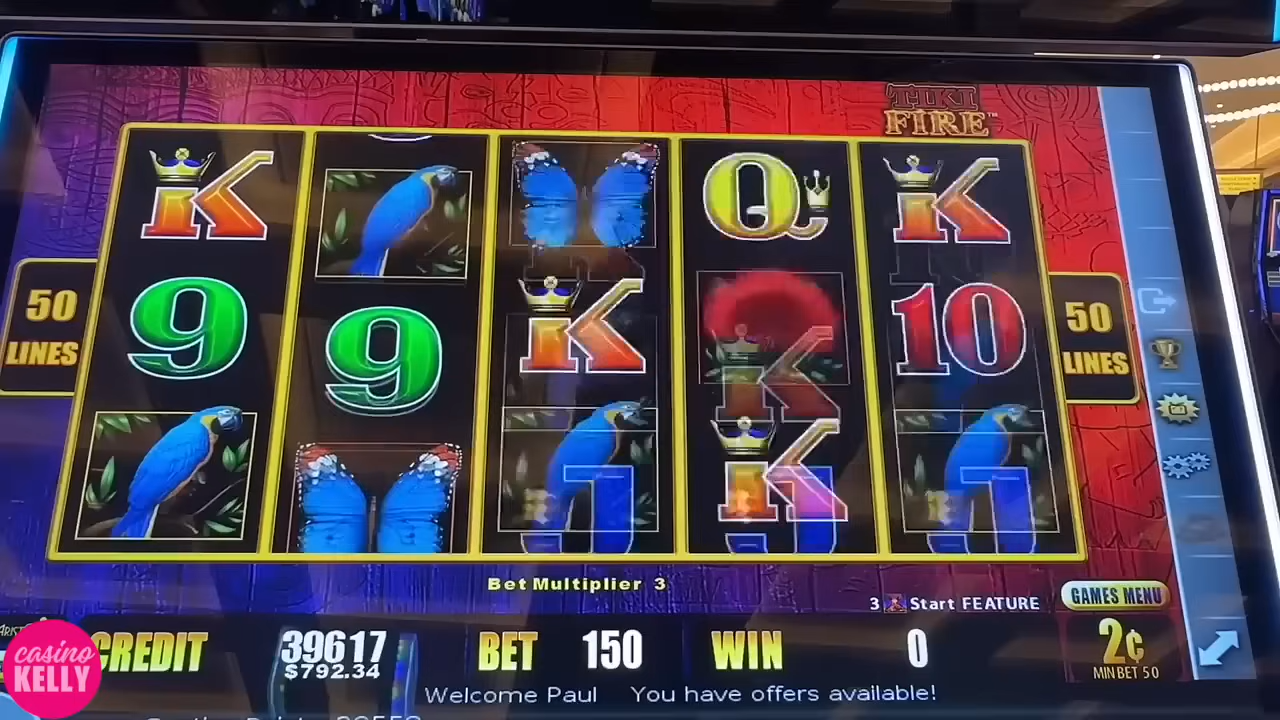 TIKI
FIRE™
K
Q
K
50
LINES
9
9
K
10
50
LINES
K
J
K
J
J
Bet Multiplier 3
3 Start FEATURE
GAMES MENU
CREDIT
39617
$792.34
BET 150
WIN 0
2¢
MIN BET 50
Welcome Paul You have offers available!
casino
KELLY